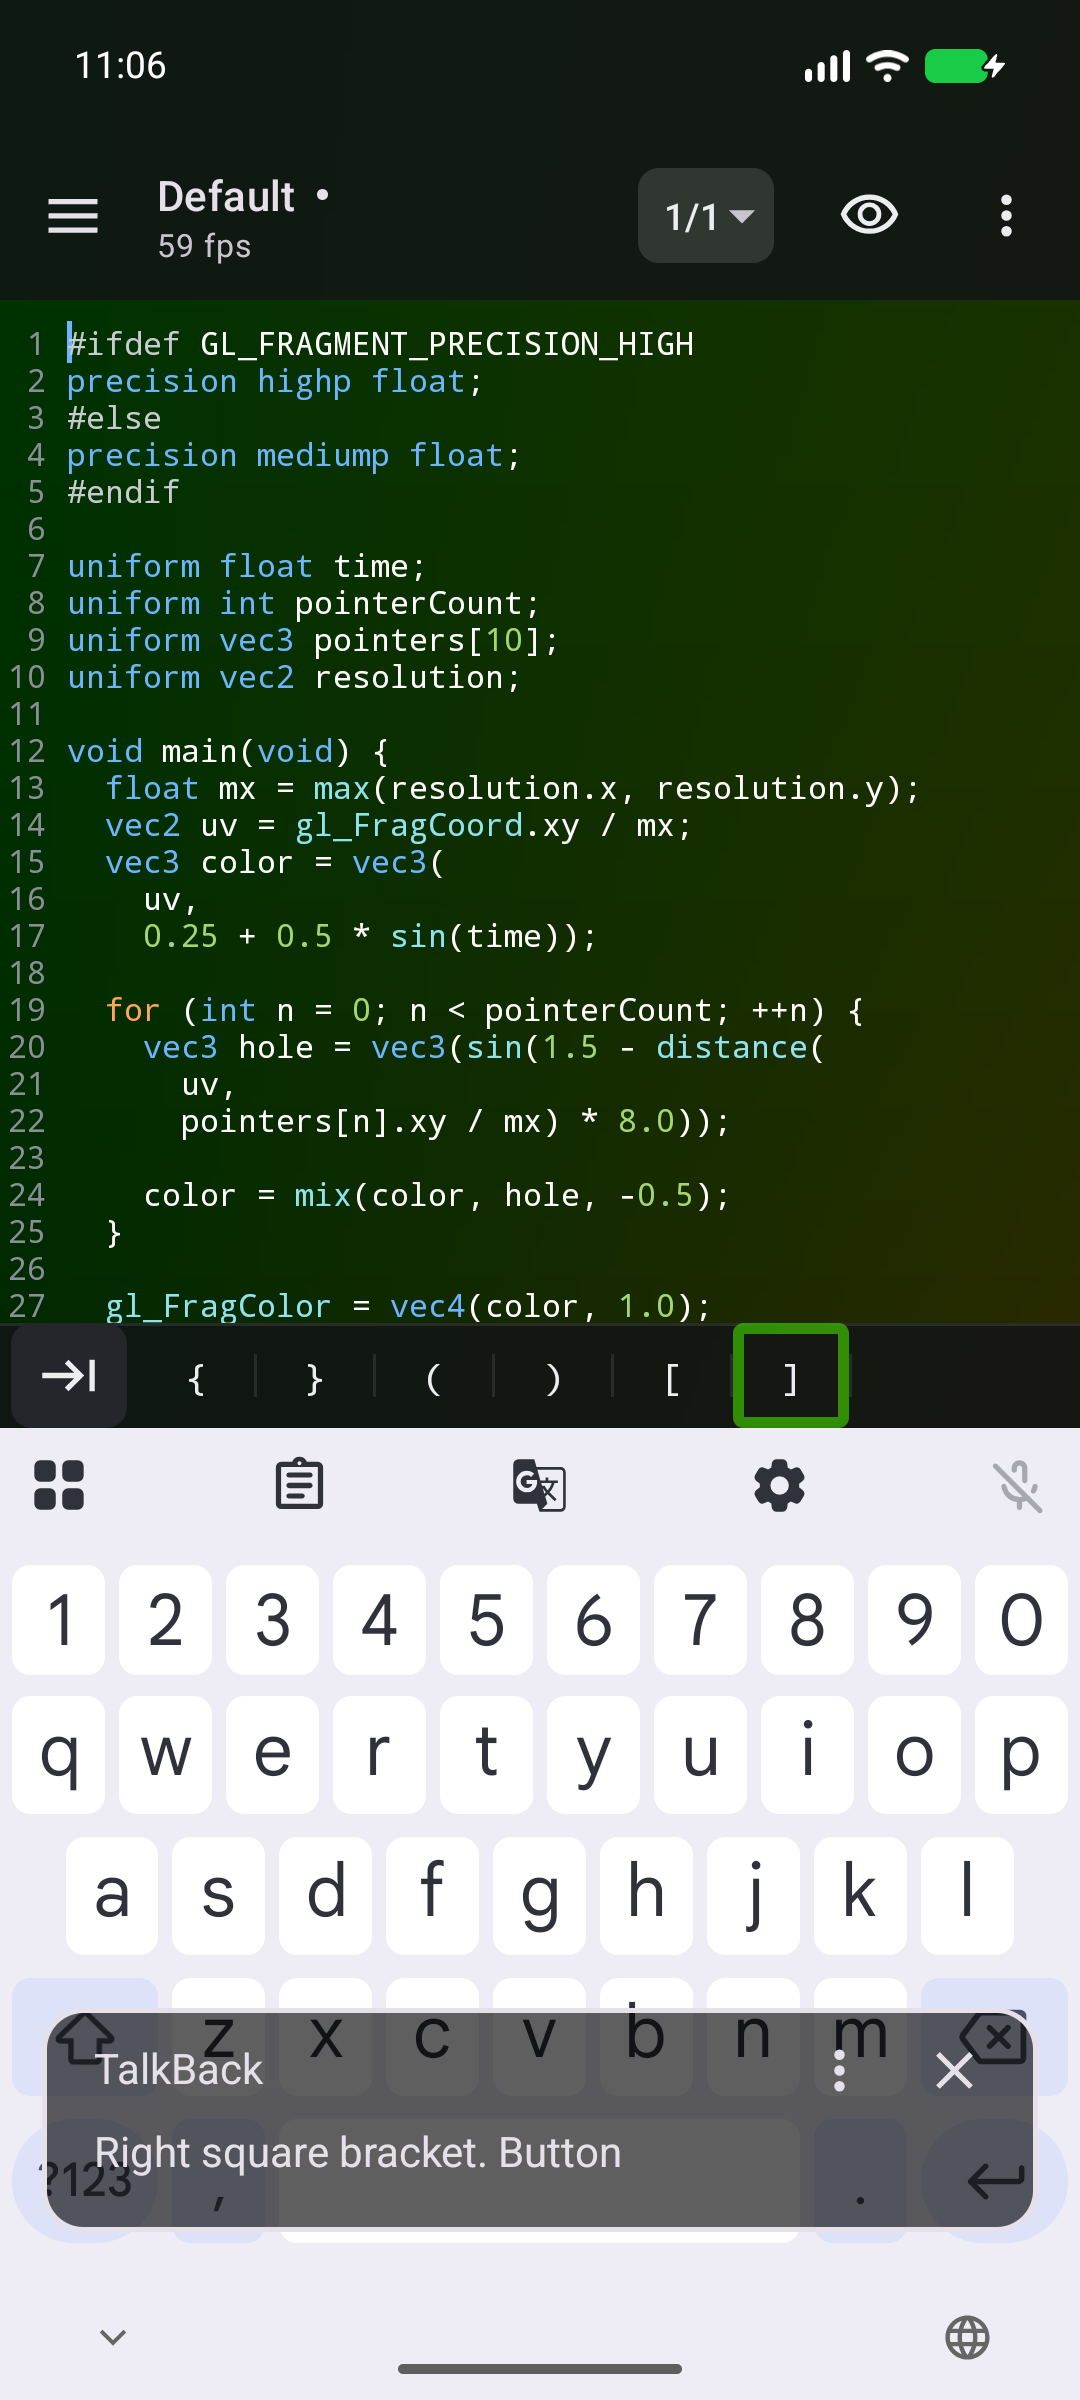 11:06
Default •
59 fps
1/1
1 #ifdef GL_FRAGMENT_PRECISION_HIGH
2 precision highp float;
3 #else
4 precision mediump float;
5 #endif
6
7 uniform float time;
8 uniform int pointerCount;
9 uniform vec3 pointers[10];
10 uniform vec2 resolution;
11
12 void main(void) {
13   float mx = max(resolution.x, resolution.y);
14   vec2 uv = gl_FragCoord.xy / mx;
15   vec3 color = vec3(
16     uv,
17     0.25 + 0.5 * sin(time));
18
19   for (int n = 0; n < pointerCount; ++n) {
20     vec3 hole = vec3(sin(1.5 - distance(
21       uv,
22       pointers[n].xy / mx) * 8.0));
23
24     color = mix(color, hole, -0.5);
25   }
26
27   gl_FragColor = vec4(color, 1.0);
{ } ( ) [ ]
G文
1 2 3 4 5 6 7 8 9 0
q w e r t y u i o p
a s d f g h j k l
z x c v b n m
TalkBack
Right square bracket. Button
?123 , .